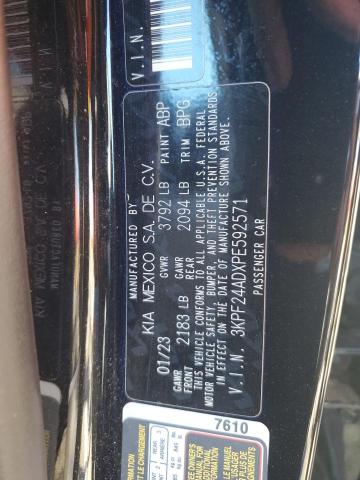 MANUFACTURED BY
KIA MEXICO S.A. DE C.V.
01/23 GVWR 3792 LB PAINT ABP
GAWR FRONT 2183 LB GAWR REAR 2094 LB TRIM BPG
THIS VEHICLE CONFORMS TO ALL APPLICABLE U.S.A. FEDERAL
MOTOR VEHICLE SAFETY BUMPER, AND THEFT PREVENTION STANDARDS
IN EFFECT ON THE DATE OF MANUFACTURE SHOWN ABOVE.
V.I.N. 3KPF24ADXPE592571
PASSENGER CAR
V.I.N.
7610